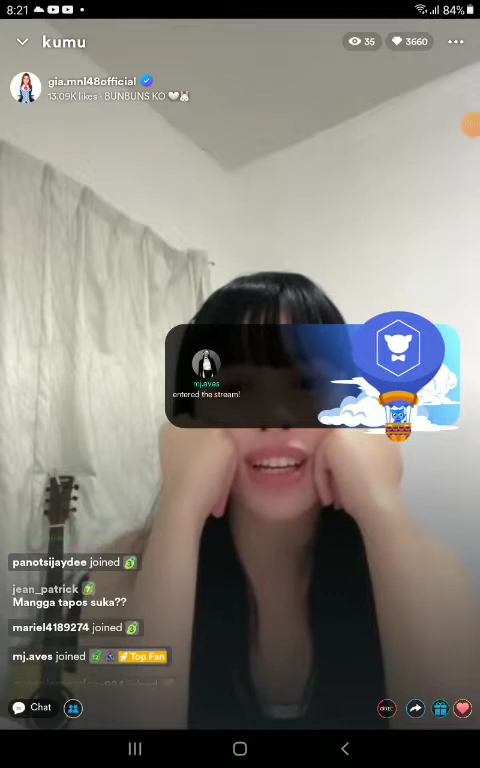 8:21
84%
kumu
35
3660
gia.mnl48official
13.09K likes · BUNBUNS KO
mj.aves
entered the stream!
panotsijaydee joined
jean_patrick
Mangga tapos suka??
mariel4189274 joined
mj.aves joined Top Fan
Chat